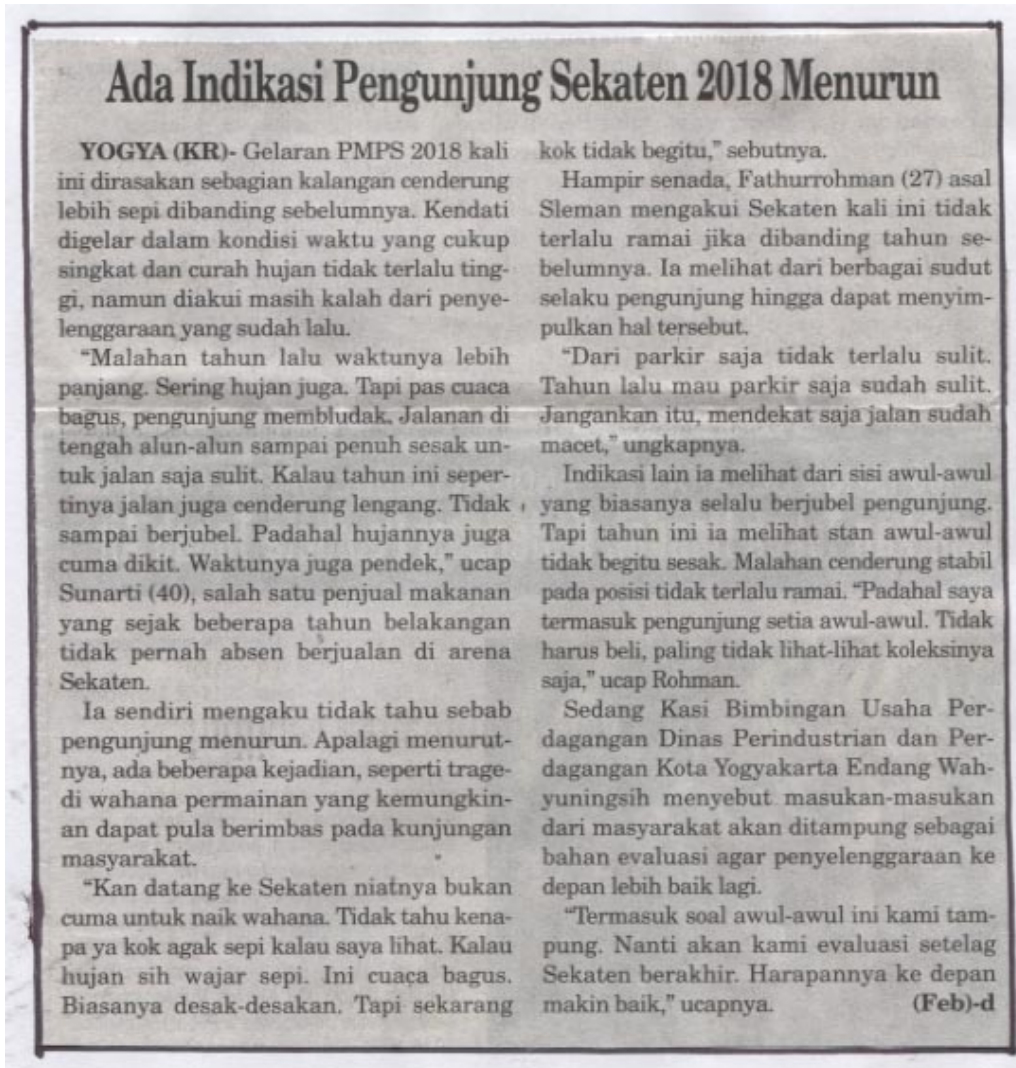 Ada Indikasi Pengunjung Sekaten 2018 Menurun
YOGYA (KR)- Gelaran PMPS 2018 kali
ini dirasakan sebagian kalangan cenderung
lebih sepi dibanding sebelumnya. Kendati
digelar dalam kondisi waktu yang cukup
singkat dan curah hujan tidak terlalu ting-
gi, namun diakui masih kalah dari penye-
lenggaraan yang sudah lalu.
"Malahan tahun lalu waktunya lebih
panjang. Sering hujan juga. Tapi pas cuaca
bagus, pengunjung membludak. Jalanan di
tengah alun-alun sampai penuh sesak un-
tuk jalan saja sulit. Kalau tahun ini seper-
tinya jalan juga cenderung lengang. Tidak
sampai berjubel. Padahal hujannya juga
cuma dikit. Waktunya juga pendek," ucap
Sunarti (40), salah satu penjual makanan
yang sejak beberapa tahun belakangan
tidak pernah absen berjualan di arena
Sekaten.
Ia sendiri mengaku tidak tahu sebab
pengunjung menurun. Apalagi menurut-
nya, ada beberapa kejadian, seperti trage-
di wahana permainan yang kemungkin-
an dapat pula berimbas pada kunjungan
masyarakat.
"Kan datang ke Sekaten niatnya bukan
cuma untuk naik wahana. Tidak tahu kena-
pa ya kok agak sepi kalau saya lihat. Kalau
hujan sih wajar sepi. Ini cuaca bagus.
Biasanya desak-desakan. Tapi sekarang
kok tidak begitu," sebutnya.
Hampir senada, Fathurrohman (27) asal
Sleman mengakui Sekaten kali ini tidak
terlalu ramai jika dibanding tahun se-
belumnya. Ia melihat dari berbagai sudut
selaku pengunjung hingga dapat menyim-
pulkan hal tersebut.
"Dari parkir saja tidak terlalu sulit.
Tahun lalu mau parkir saja sudah sulit.
Jangankan itu, mendekat saja jalan sudah
macet," ungkapnya.
Indikasi lain ia melihat dari sisi awul-awul
yang biasanya selalu berjubel pengunjung.
Tapi tahun ini ia melihat stan awul-awul
tidak begitu sesak. Malahan cenderung stabil
pada posisi tidak terlalu ramai. "Padahal saya
termasuk pengunjung setia awul-awul. Tidak
harus beli, paling tidak lihat-lihat koleksinya
saja," ucap Rohman.
Sedang Kasi Bimbingan Usaha Per-
dagangan Dinas Perindustrian dan Per-
dagangan Kota Yogyakarta Endang Wah-
yuningsih menyebut masukan-masukan
dari masyarakat akan ditampung sebagai
bahan evaluasi agar penyelenggaraan ke
depan lebih baik lagi.
"Termasuk soal awul-awul ini kami tam-
pung. Nanti akan kami evaluasi setelag
Sekaten berakhir. Harapannya ke depan
makin baik," ucapnya. (Feb)-d